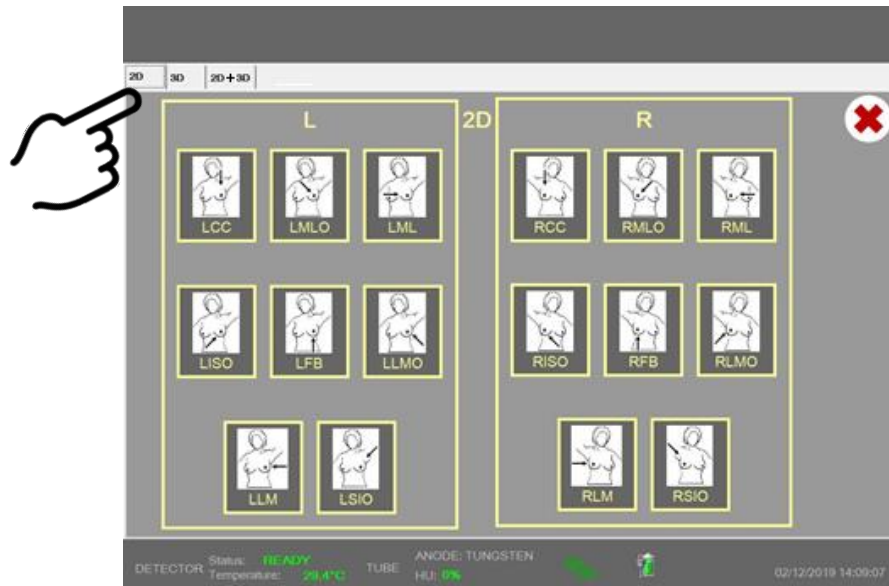 2D 3D 2D+3D
L 2D R
LCC LMLO LML RCC RMLO RML
LISO LFB LLMO RISO RFB RLMO
LLM LSIO RLM RSIO
DETECTOR Status: READY TUBE ANODE: TUNGSTEN
Temperature: 29.4°C HU: 0% 02/12/2019 14:09:07